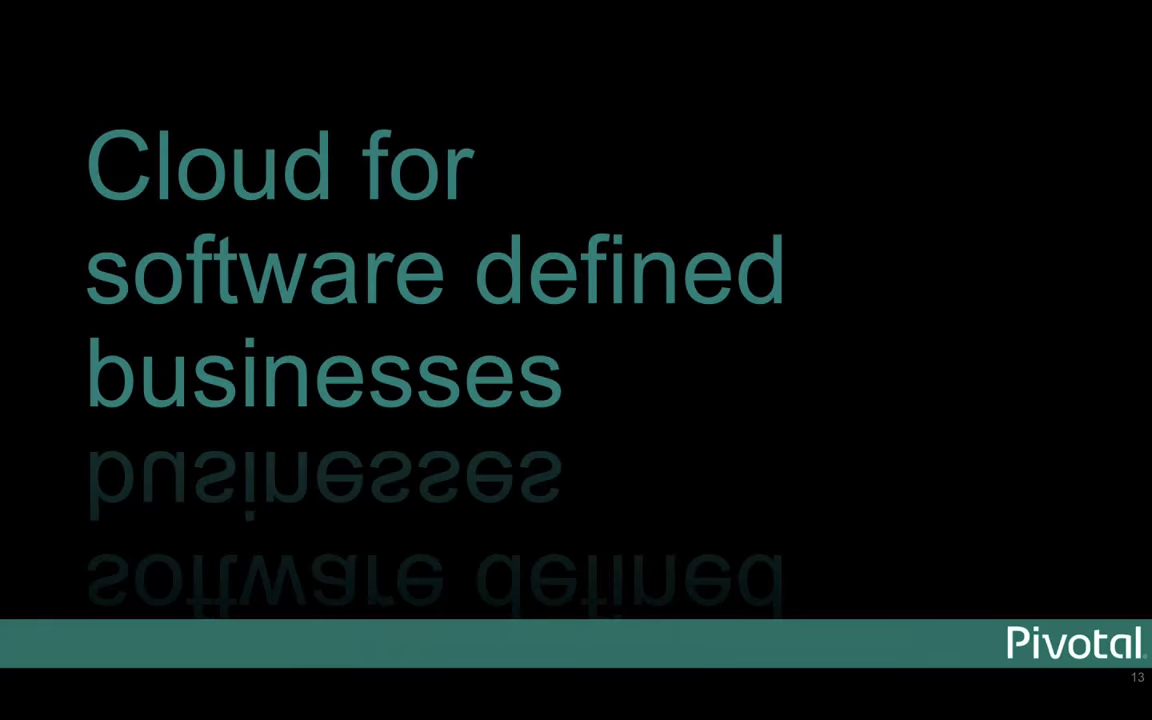 Cloud for
software defined
businesses
Pivotal
13